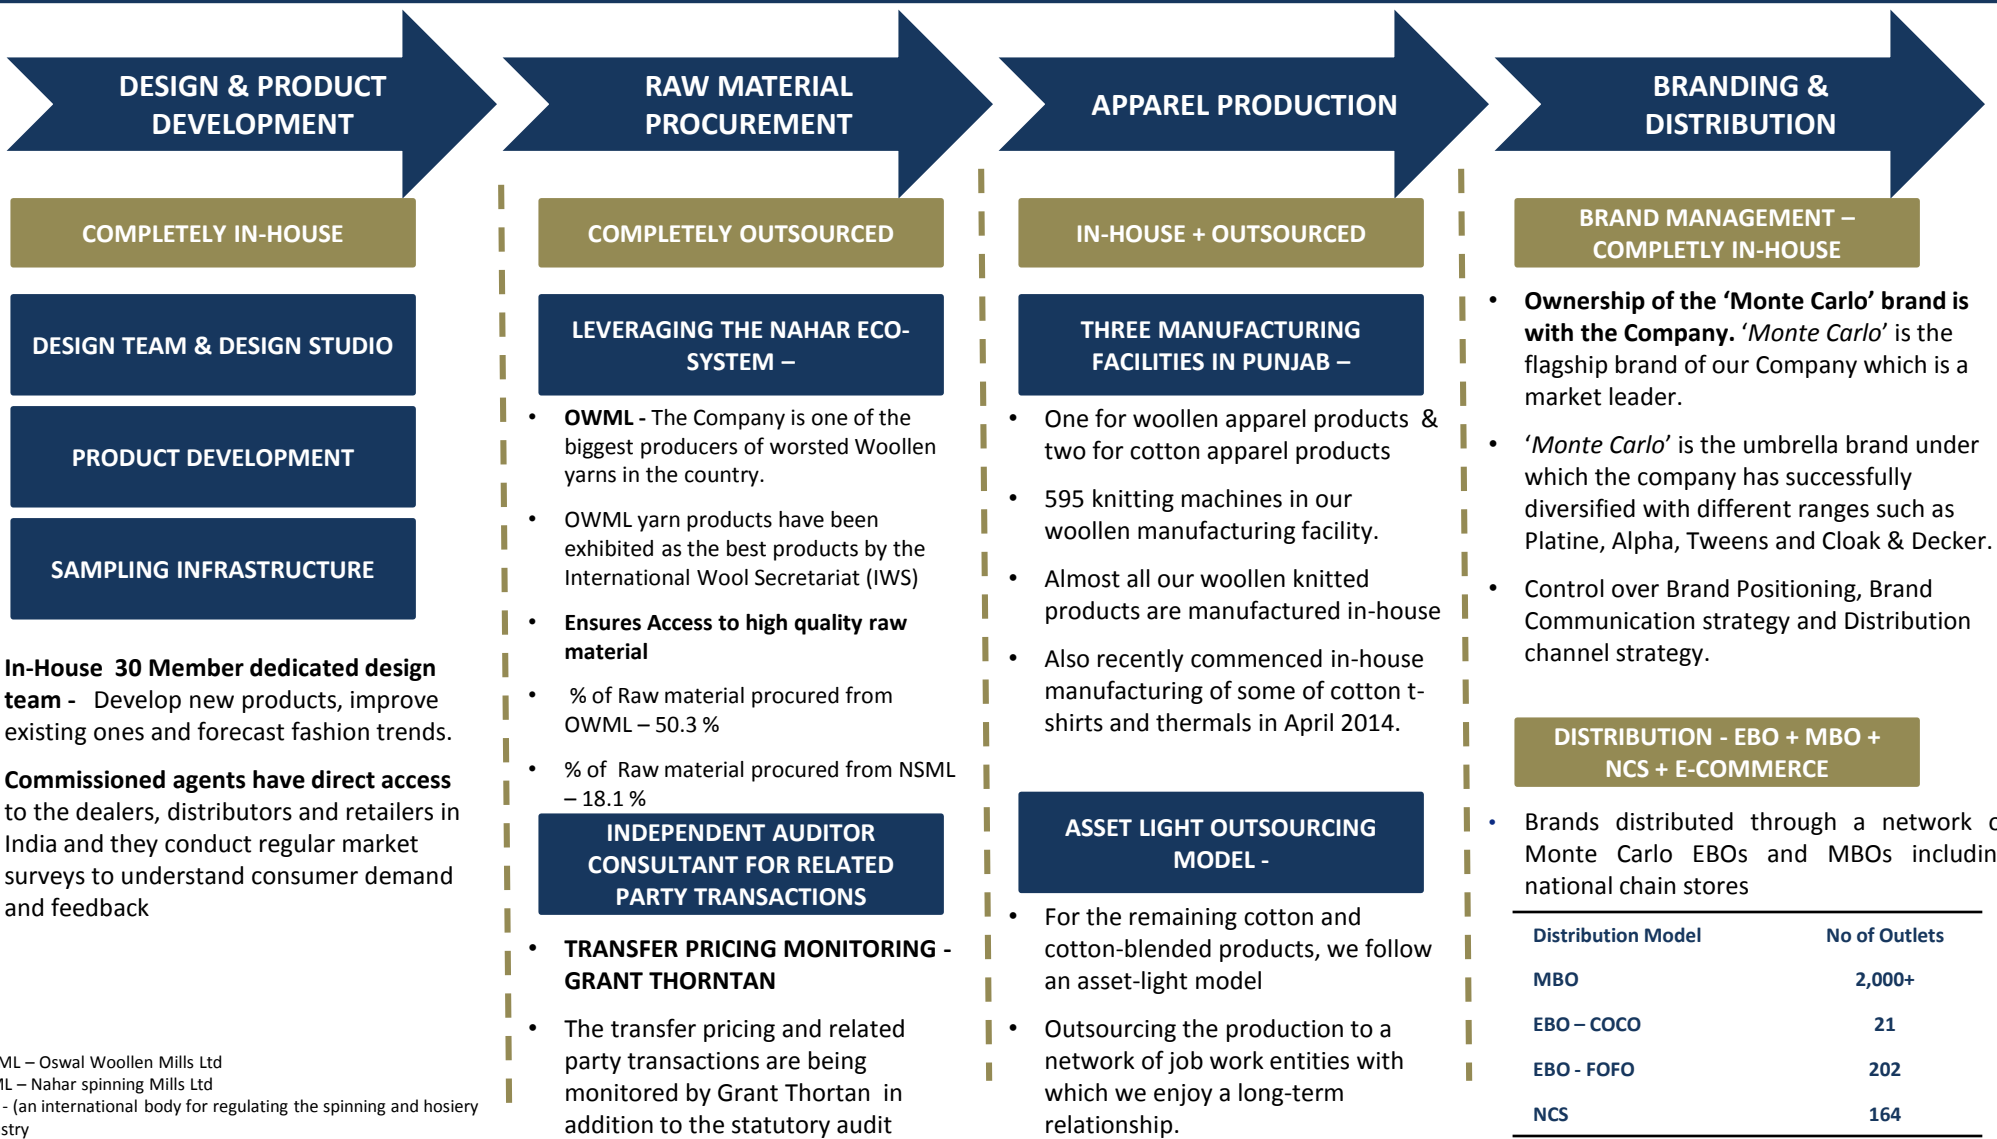 DESIGN & PRODUCT
DEVELOPMENT
COMPLETELY IN-HOUSE
DESIGN TEAM & DESIGN STUDIO
PRODUCT DEVELOPMENT
SAMPLING INFRASTRUCTURE
In-House 30 Member dedicated design
team - Develop new products, improve
existing ones and forecast fashion trends.
Commissioned agents have direct access
to the dealers, distributors and retailers in
India and they conduct regular market
surveys to understand consumer demand
and feedback
ML – Oswal Woollen Mills Ltd
ML – Nahar spinning Mills Ltd
- (an international body for regulating the spinning and hosiery
stry
RAW MATERIAL
PROCUREMENT
COMPLETELY OUTSOURCED
LEVERAGING THE NAHAR ECO-
SYSTEM –
• OWML - The Company is one of the
biggest producers of worsted Woollen
yarns in the country.
• OWML yarn products have been
exhibited as the best products by the
International Wool Secretariat (IWS)
• Ensures Access to high quality raw
material
• % of Raw material procured from
OWML – 50.3 %
• % of Raw material procured from NSML
– 18.1 %
INDEPENDENT AUDITOR
CONSULTANT FOR RELATED
PARTY TRANSACTIONS
• TRANSFER PRICING MONITORING -
GRANT THORNTAN
• The transfer pricing and related
party transactions are being
monitored by Grant Thortan in
addition to the statutory audit
APPAREL PRODUCTION
IN-HOUSE + OUTSOURCED
THREE MANUFACTURING
FACILITIES IN PUNJAB –
• One for woollen apparel products &
two for cotton apparel products
• 595 knitting machines in our
woollen manufacturing facility.
• Almost all our woollen knitted
products are manufactured in-house
• Also recently commenced in-house
manufacturing of some of cotton t-
shirts and thermals in April 2014.
ASSET LIGHT OUTSOURCING
MODEL -
• For the remaining cotton and
cotton-blended products, we follow
an asset-light model
• Outsourcing the production to a
network of job work entities with
which we enjoy a long-term
relationship.
BRANDING &
DISTRIBUTION
BRAND MANAGEMENT –
COMPLETLY IN-HOUSE
• Ownership of the ‘Monte Carlo’ brand is
with the Company. ‘Monte Carlo’ is the
flagship brand of our Company which is a
market leader.
• ‘Monte Carlo’ is the umbrella brand under
which the company has successfully
diversified with different ranges such as
Platine, Alpha, Tweens and Cloak & Decker.
• Control over Brand Positioning, Brand
Communication strategy and Distribution
channel strategy.
DISTRIBUTION - EBO + MBO +
NCS + E-COMMERCE
• Brands distributed through a network o
Monte Carlo EBOs and MBOs includin
national chain stores
Distribution Model No of Outlets
MBO 2,000+
EBO – COCO 21
EBO - FOFO 202
NCS 164